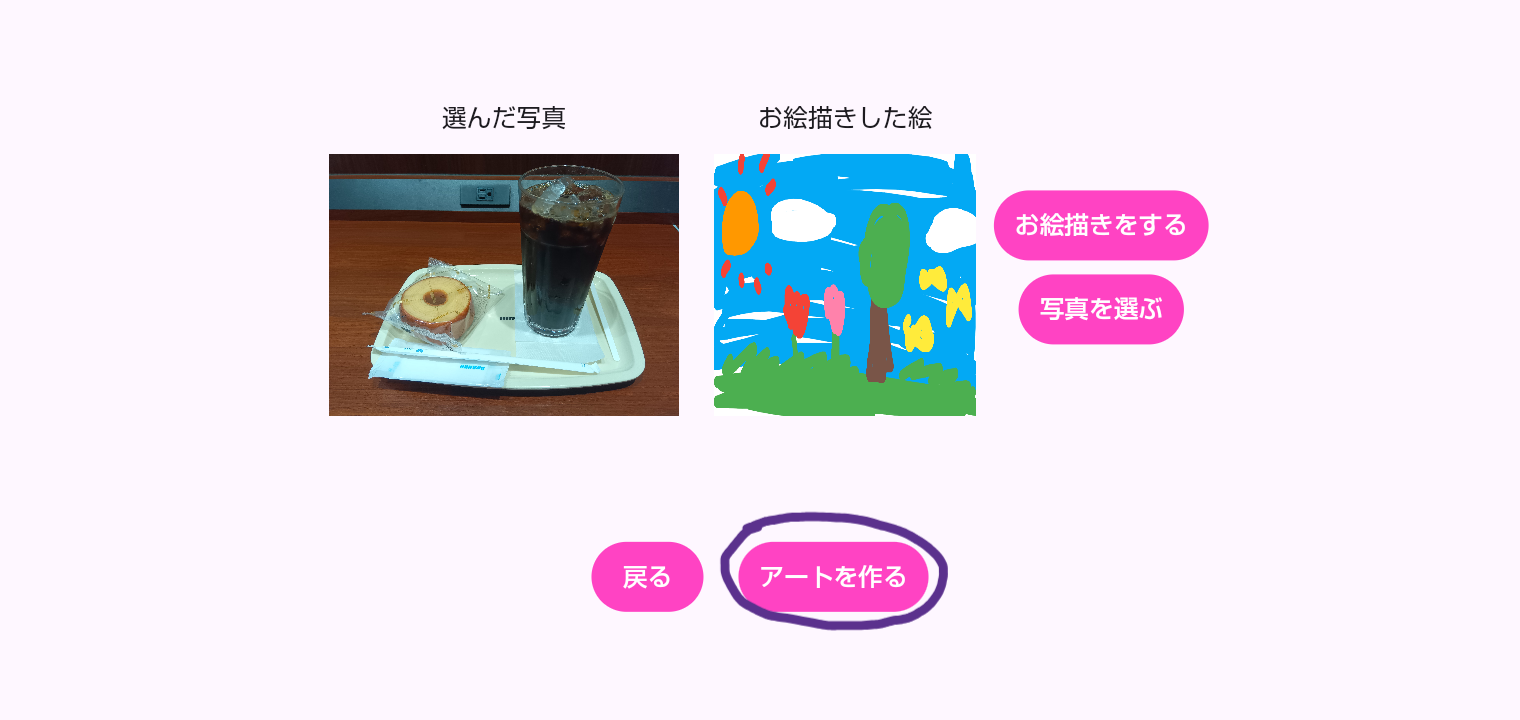 選んだ写真
お絵描きした絵
お絵描きをする
写真を選ぶ
戻る
アートを作る